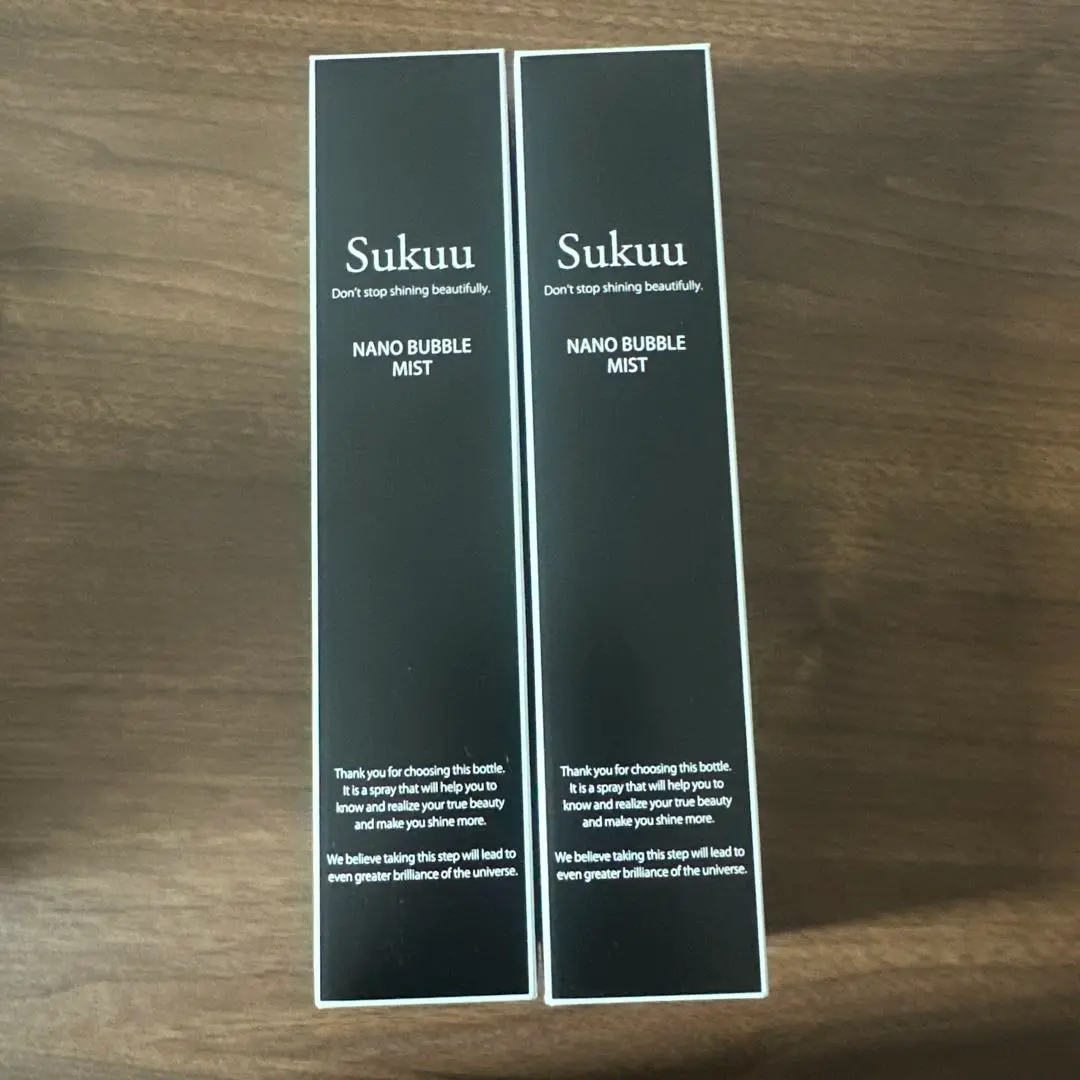 Sukuu
Don't stop shining beautifully.
NANO BUBBLE
MIST
Thank you for choosing this bottle.
It is a spray that will help you to
know and realize your true beauty
and make you shine more.
We believe taking this step will lead to
even greater brilliance of the universe.
Sukuu
Don't stop shining beautifully.
NANO BUBBLE
MIST
Thank you for choosing this bottle.
It is a spray that will help you to
know and realize your true beauty
and make you shine more.
We believe taking this step will lead to
even greater brilliance of the universe.